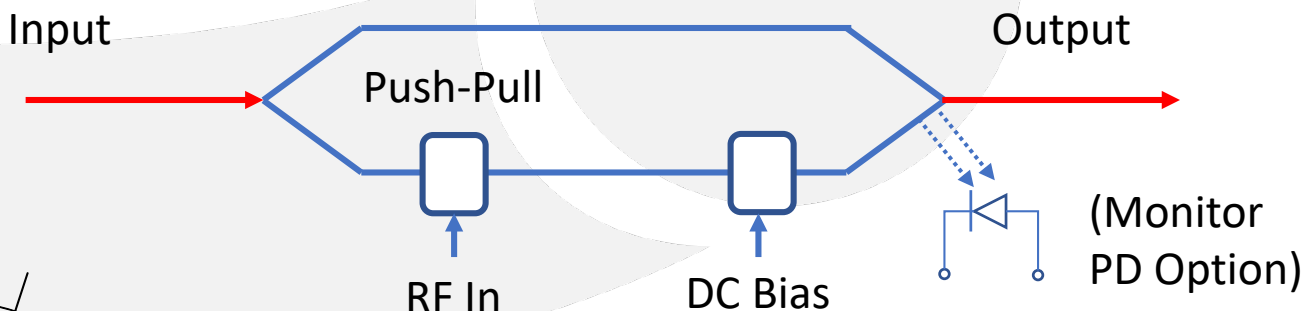 Input
Output
Push-Pull
RF In
DC Bias
(Monitor
PD Option)